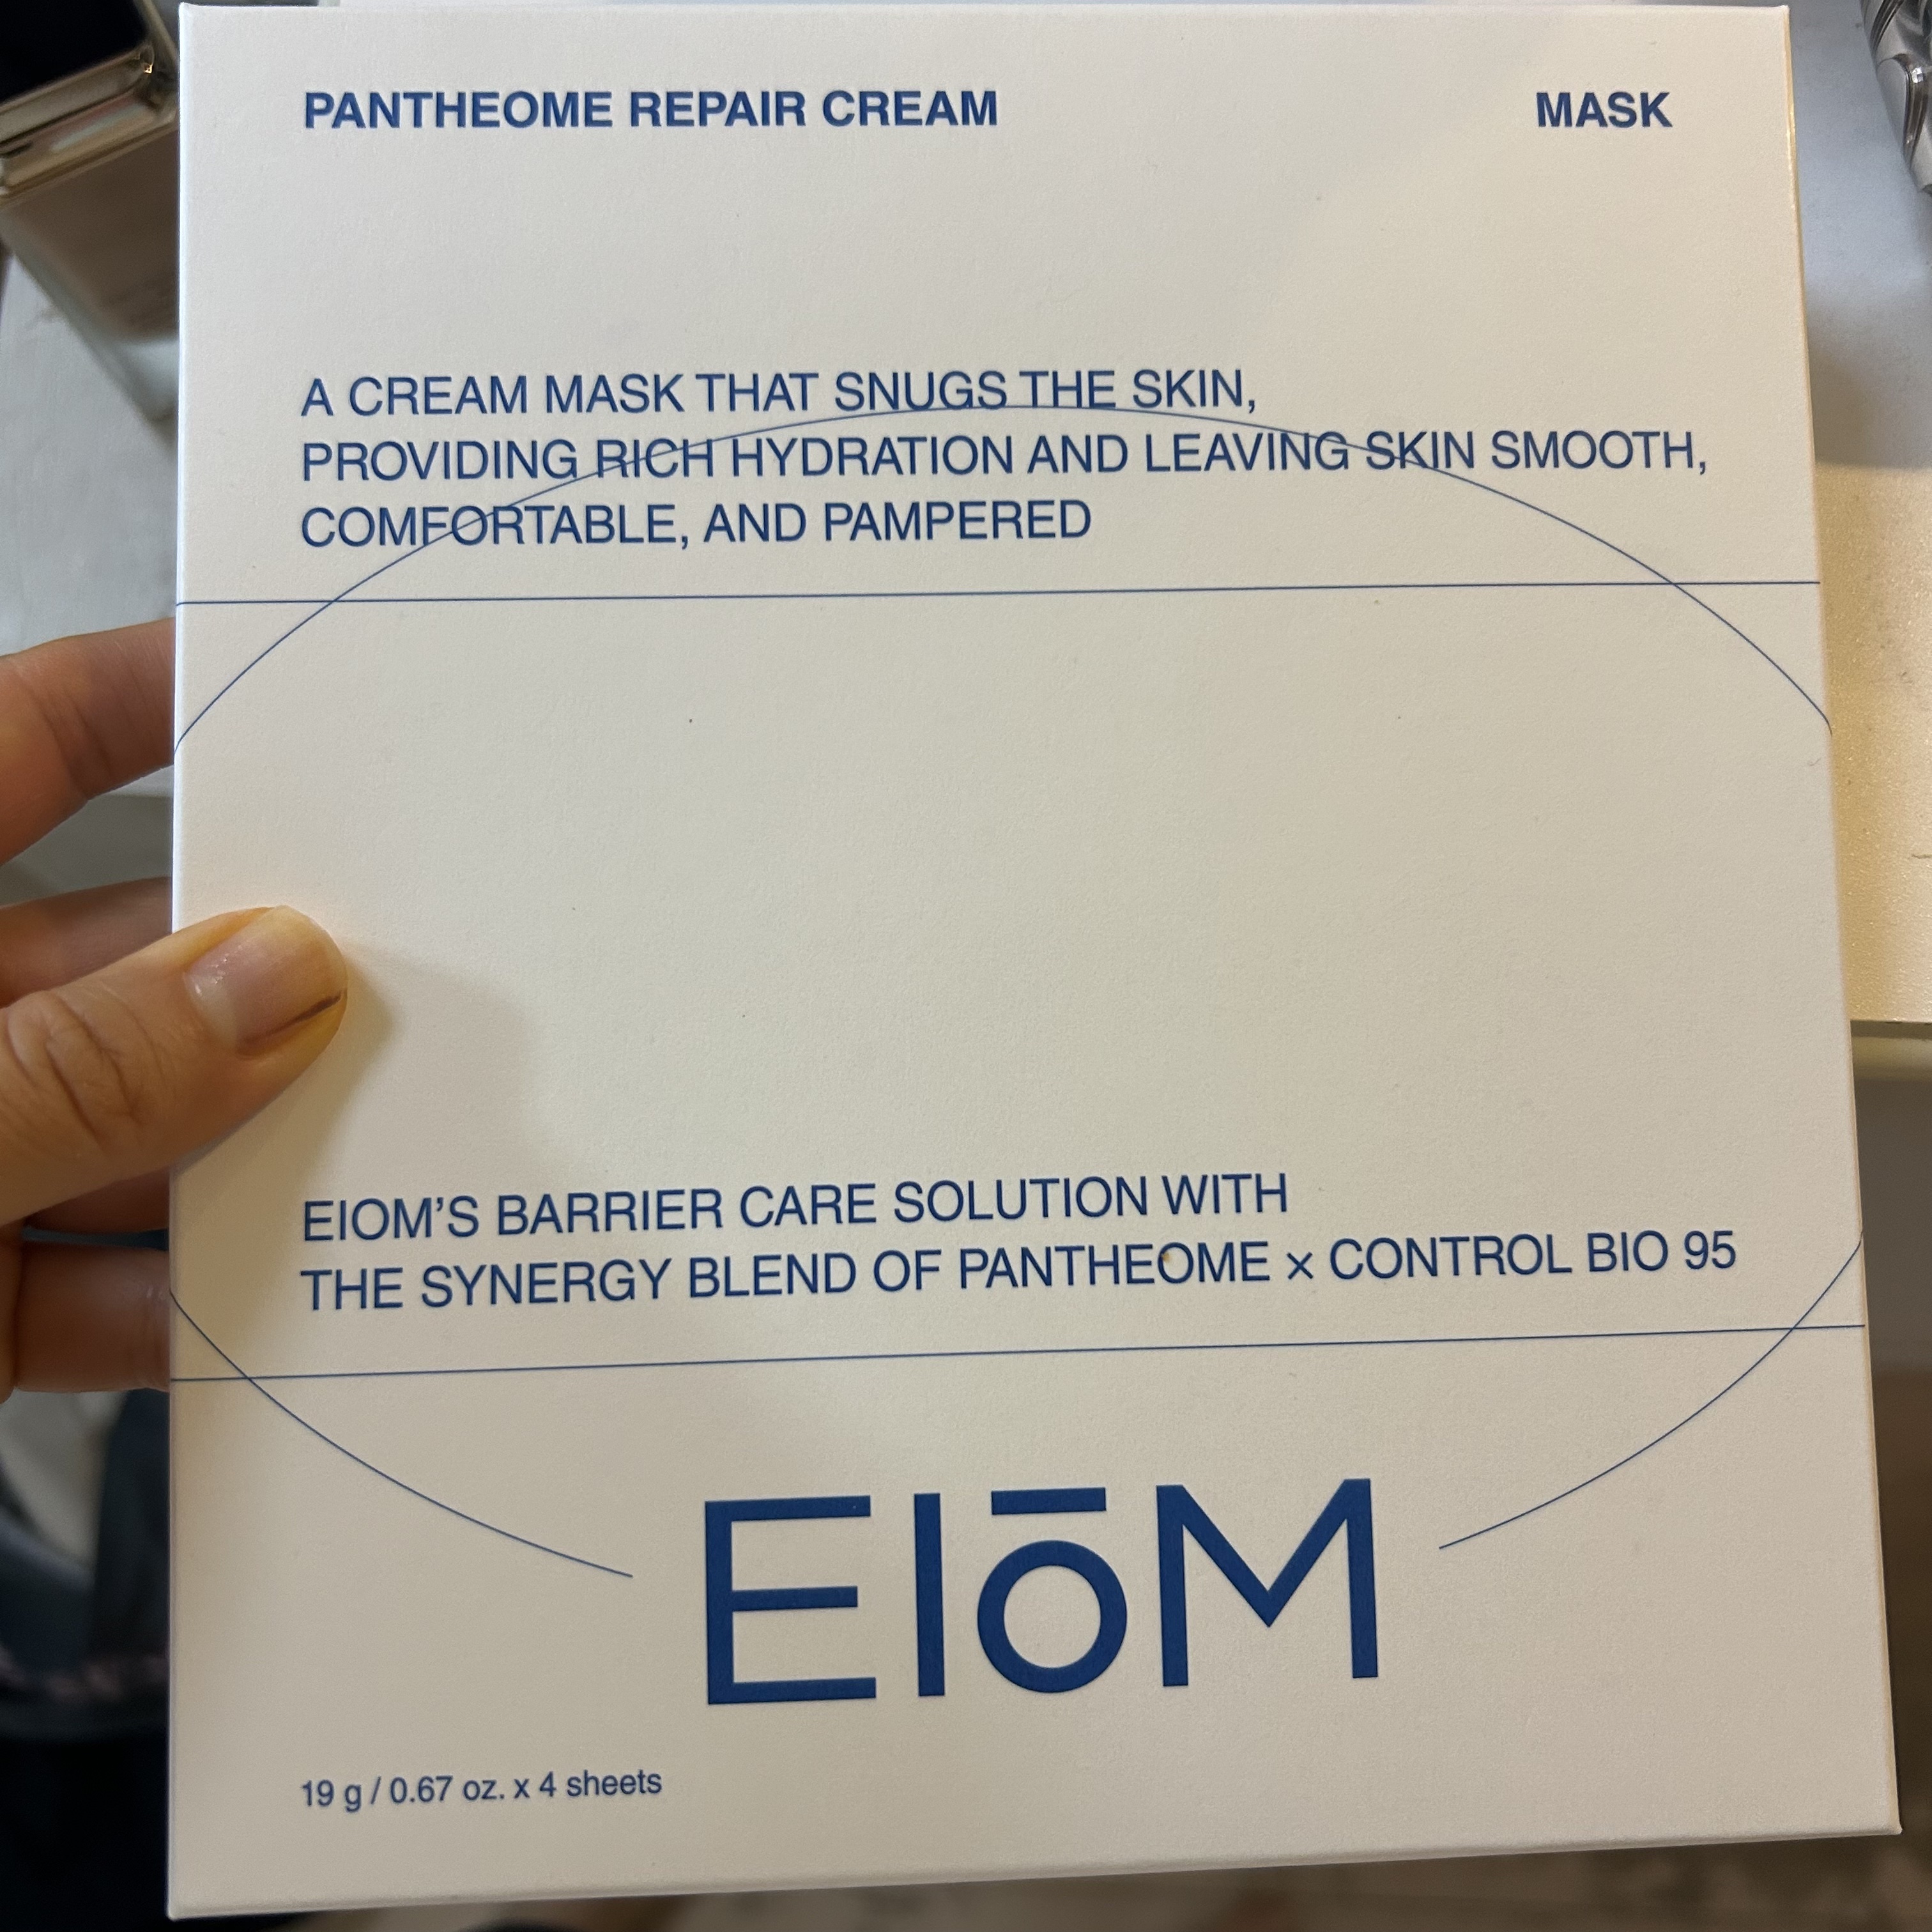 PANTHEOME REPAIR CREAM MASK
A CREAM MASK THAT SNUGS THE SKIN,
PROVIDING RICH HYDRATION AND LEAVING SKIN SMOOTH,
COMFORTABLE, AND PAMPERED
EIOM'S BARRIER CARE SOLUTION WITH
THE SYNERGY BLEND OF PANTHEOME × CONTROL BIO 95
EIōM
19 g / 0.67 oz. x 4 sheets